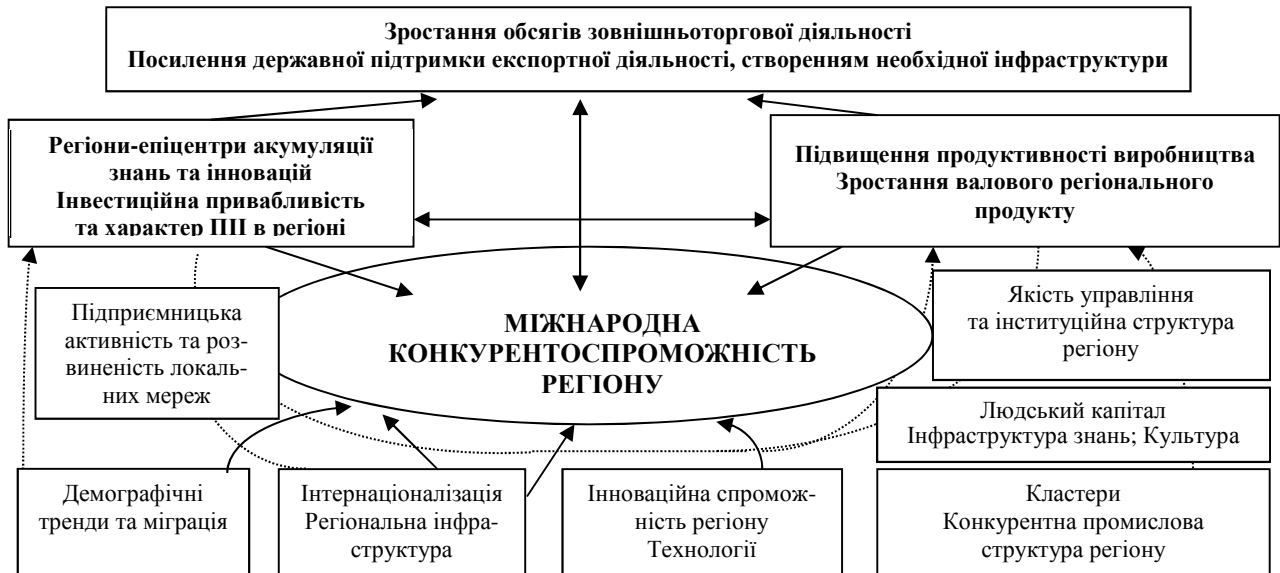 Зростання обсягів зовнішньоторгової діяльності
Посилення державної підтримки експортної діяльності, створенням необхідної інфраструктури
Регіони-епіцентри акумуляції
знань та інновацій
Інвестиційна привабливість
та характер ПІІ в регіоні
Підвищення продуктивності виробництва
Зростання валового регіонального
продукту
Підприємницька
активність та роз-
виненість локаль-
них мереж
МІЖНАРОДНА
КОНКУРЕНТОСПРОМОЖНІСТЬ
РЕГІОНУ
Якість управління
та інституційна структура
регіону
Людський капітал
Інфраструктура знань; Культура
Демографічні
тренди та міграція
Інтернаціоналізація
Регіональна інфра-
структура
Інноваційна спромож-
ність регіону
Технології
Кластери
Конкурентна промислова
структура регіону